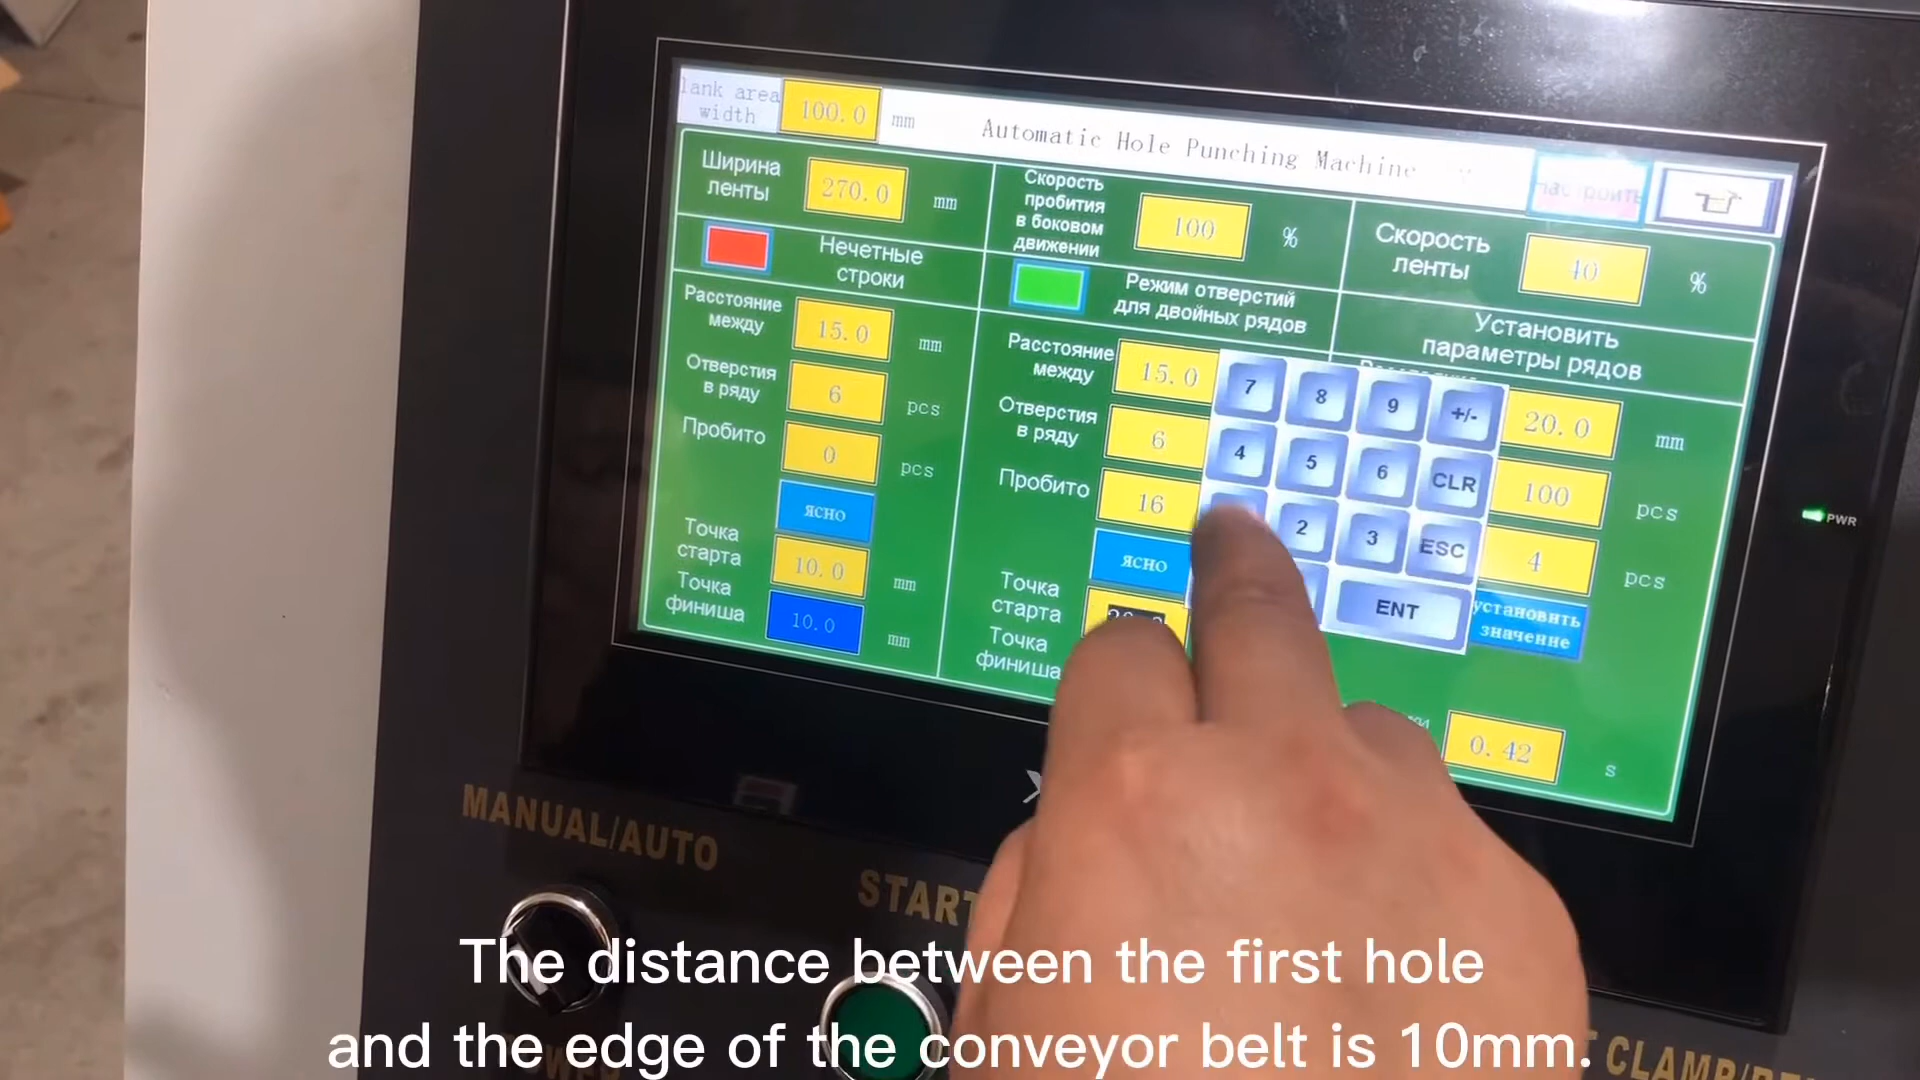 lank area
width
100.0
mm
Automatic Hole Punching Machine
Ширина
ленты
270.0
mm
Скорость
пробития
в боковом
движении
100
%
Скорость
ленты
40
%
Нечетные
строки
Режим отверстий
для двойных рядов
Установить
параметры рядов
Расстояние
между
15.0
mm
Отверстия
в ряду
6
pcs
Пробито
0
pcs
ясно
Точка
старта
10.0
mm
Точка
финиша
10.0
mm
Расстояние
между
15.0
Отверстия
в ряду
6
Пробито
16
ясно
Точка
старта
Точка
финиша
7 8 9 +/-
4 5 6 CLR
2 3 ESC
ENT
20.0
mm
100
pcs
4
pcs
установить
значение
0.42
s
PWR
MANUAL/AUTO
START
The distance between the first hole
and the edge of the conveyor belt is 10mm.
CLAMP/